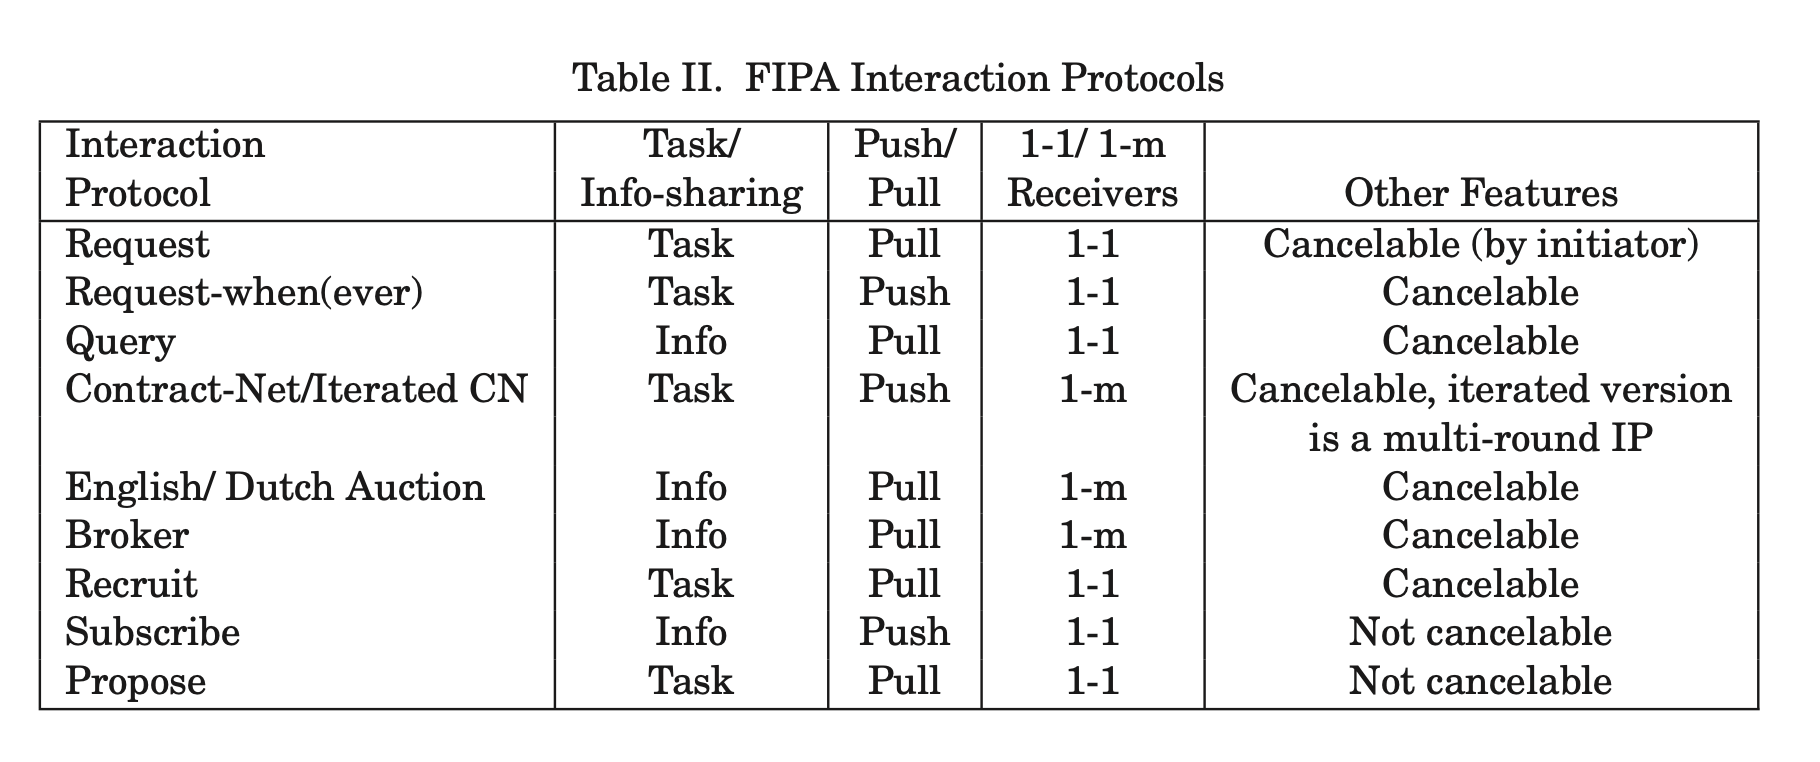 Table II. FIPA Interaction Protocols
Interaction Task/ Push/ 1-1/ 1-m
Protocol Info-sharing Pull Receivers Other Features
Request Task Pull 1-1 Cancelable (by initiator)
Request-when(ever) Task Push 1-1 Cancelable
Query Info Pull 1-1 Cancelable
Contract-Net/Iterated CN Task Push 1-m Cancelable, iterated version
is a multi-round IP
English/ Dutch Auction Info Pull 1-m Cancelable
Broker Info Pull 1-m Cancelable
Recruit Task Pull 1-1 Cancelable
Subscribe Info Push 1-1 Not cancelable
Propose Task Pull 1-1 Not cancelable